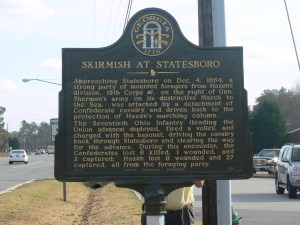 GEORGIA
1776
SKIRMISH AT STATESBORO
Approaching Statesboro on Dec. 4, 1864, a
strong party of mounted foragers from Hazen's
division, 15th Corps at, on the right of Gen.
Sherman's army on its destructive March to
the Sea, was attacked by a detachment of
Confederate cavalry and driven back to the
protection of Hazen's marching column.
The Seventieth Ohio Infantry leading the
Union advance deployed, fired a volley, and
charged with the bayonet, driving the cavalry
back through Statesboro and clearing the way
for the advance. During this encounter, the
Confederates lost 6 killed, 1 wounded, and
2 captured; Hazen lost 8 wounded and 27
captured, all from the foraging party.